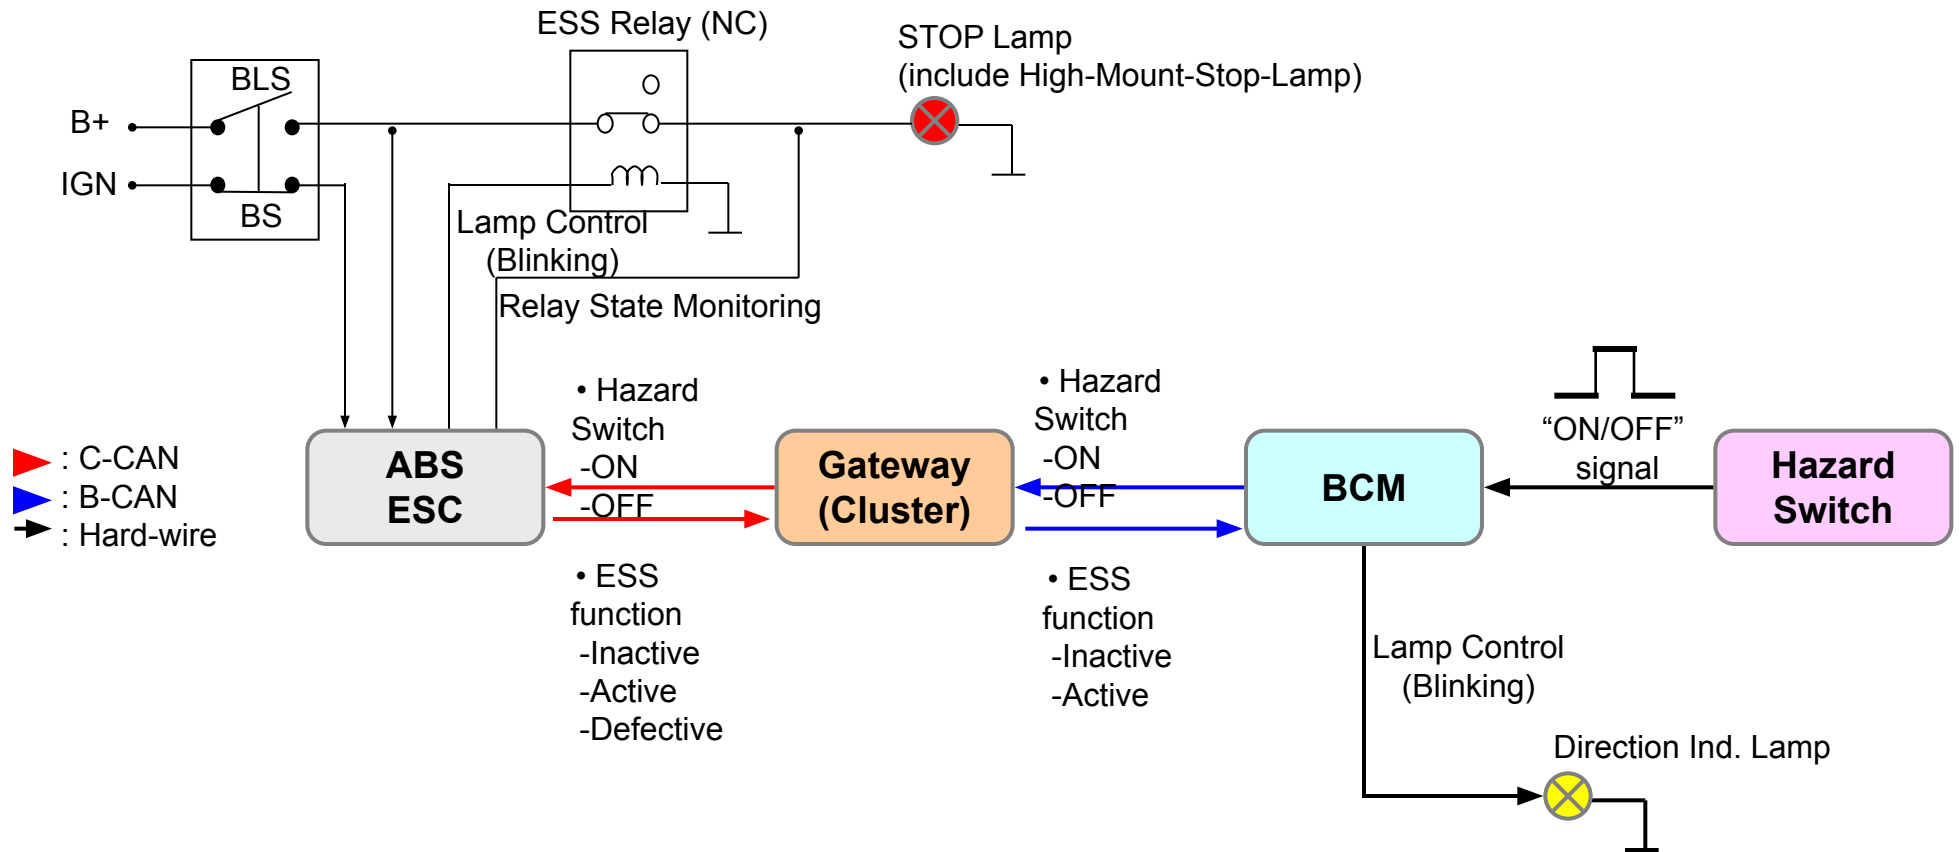 ESS Relay (NC)
STOP Lamp
(include High-Mount-Stop-Lamp)
BLS
B+
IGN
BS
Lamp Control
(Blinking)
Relay State Monitoring
• Hazard
Switch
-ON
-OFF
• Hazard
Switch
-ON
-OFF
“ON/OFF”
signal
: C-CAN
: B-CAN
: Hard-wire
ABS
ESC
Gateway
(Cluster)
BCM
Hazard
Switch
• ESS
function
-Inactive
-Active
-Defective
• ESS
function
-Inactive
-Active
Lamp Control
(Blinking)
Direction Ind. Lamp